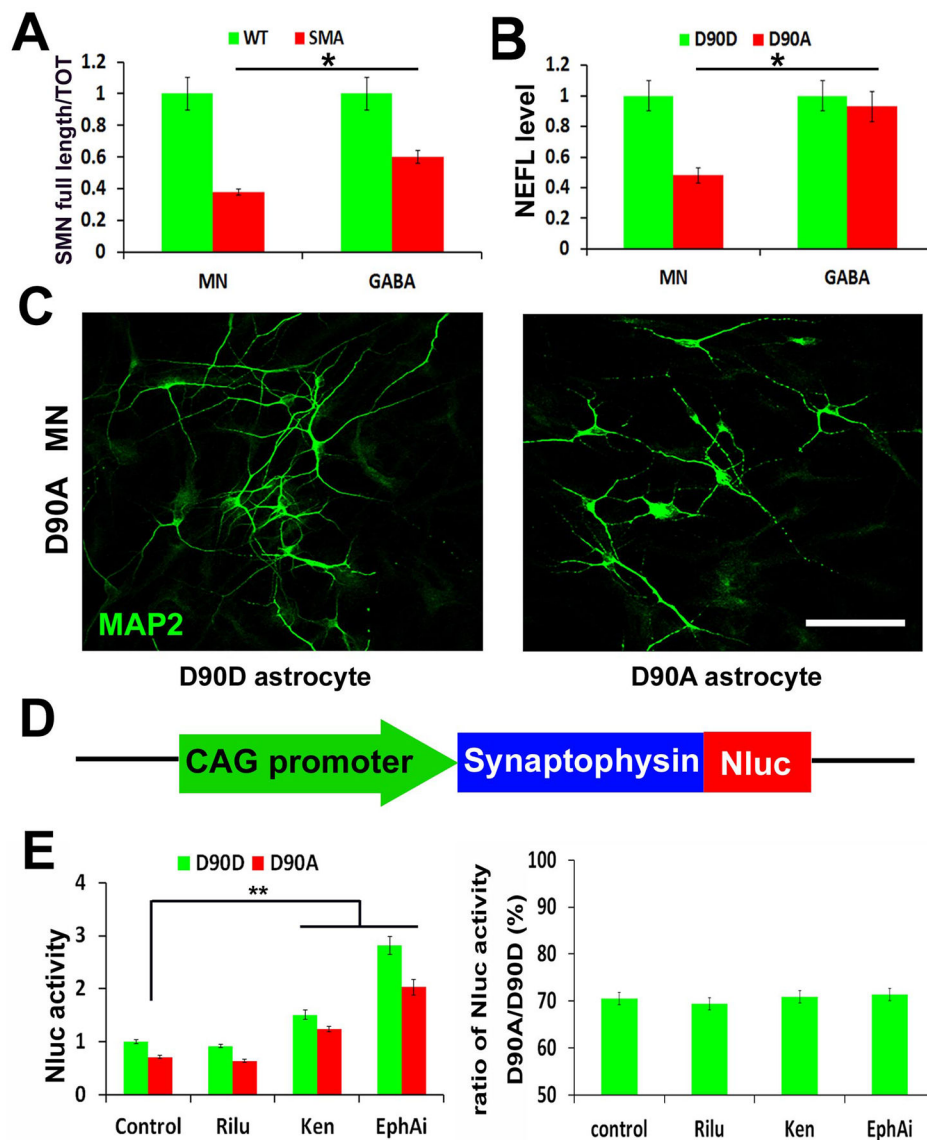 A
WT SMA
SMN full length/TOT
1.2
1
0.8
0.6
0.4
0.2
0
*
MN GABA
B
D90D D90A
NEFL level
1.2
1
0.8
0.6
0.4
0.2
0
*
MN GABA
C
D90A MN
MAP2
D90D astrocyte
D90A astrocyte
D
CAG promoter Synaptophysin Nluc
E
D90D D90A
Nluc activity
4
3
2
1
0
**
Control Rilu Ken EphAi
ratio of Nluc activity
D90A/D90D (%)
100
90
80
70
60
50
control Rilu Ken EphAi